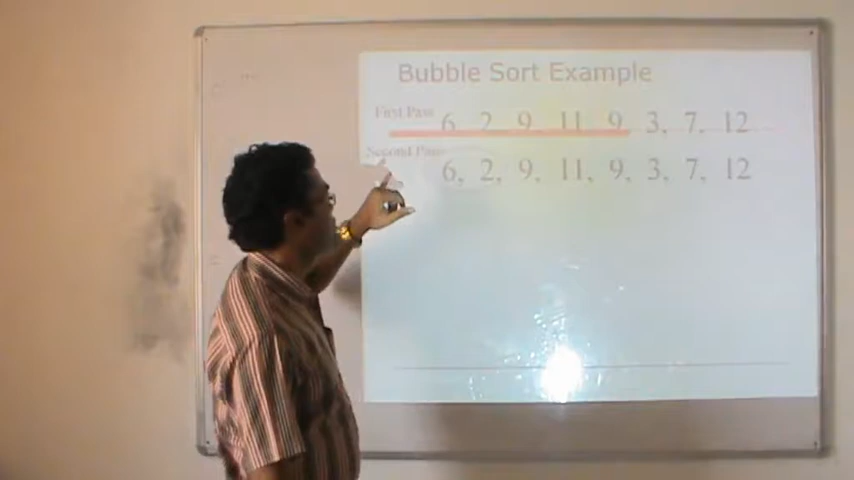 Bubble Sort Example
First Pass
6, 2, 9, 11, 9, 3, 7, 12
Second Pass
6, 2, 9, 11, 9, 3, 7, 12